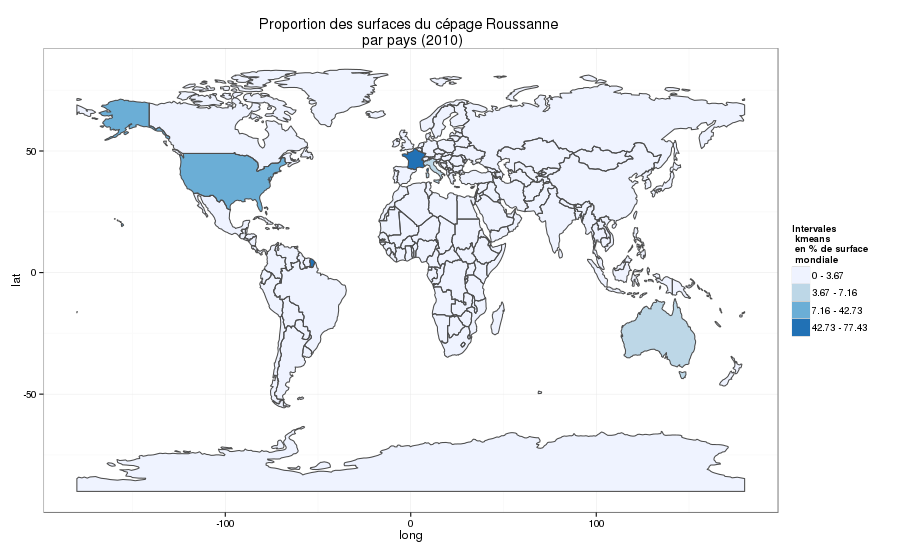 Proportion des surfaces du cépage Roussanne
par pays (2010)
50
0
-50
lat
-100
0
100
long
Intervales
kmeans
en % de surface
mondiale
0 - 3.67
3.67 - 7.16
7.16 - 42.73
42.73 - 77.43